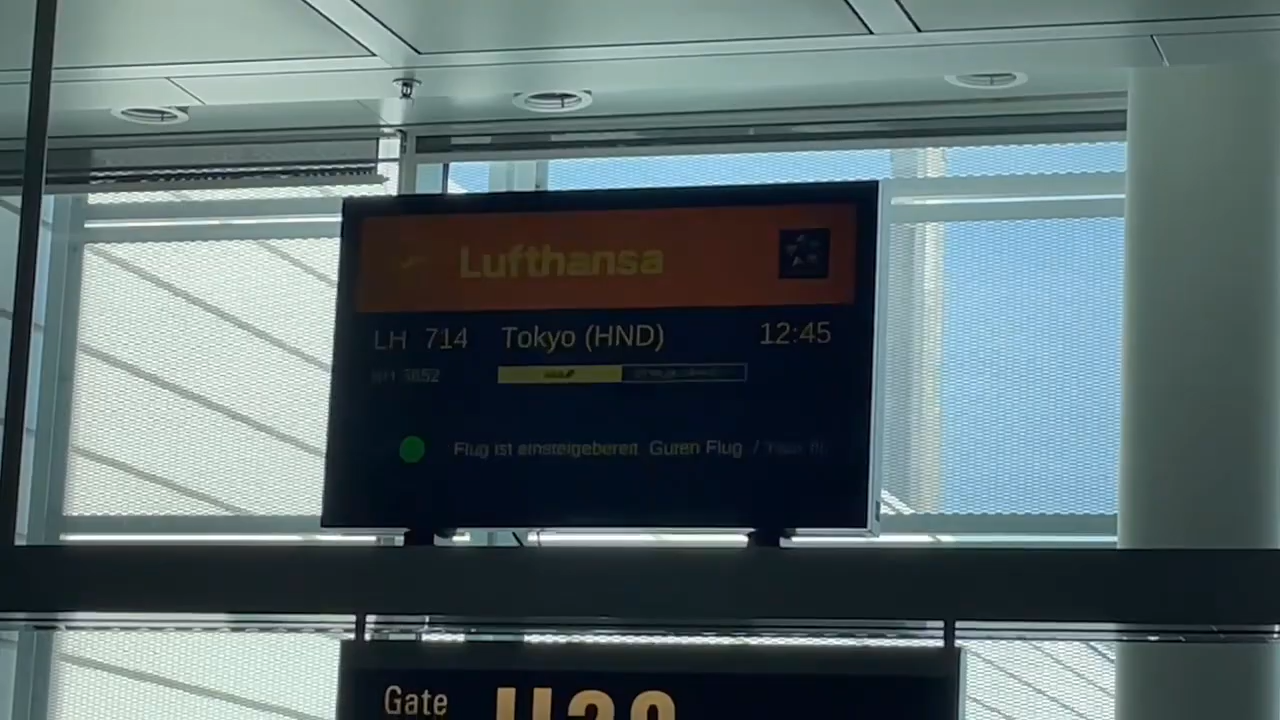 Lufthansa
LH 714 Tokyo (HND) 12:45
Flug ist einsteigebereit Guten Flug /
Gate